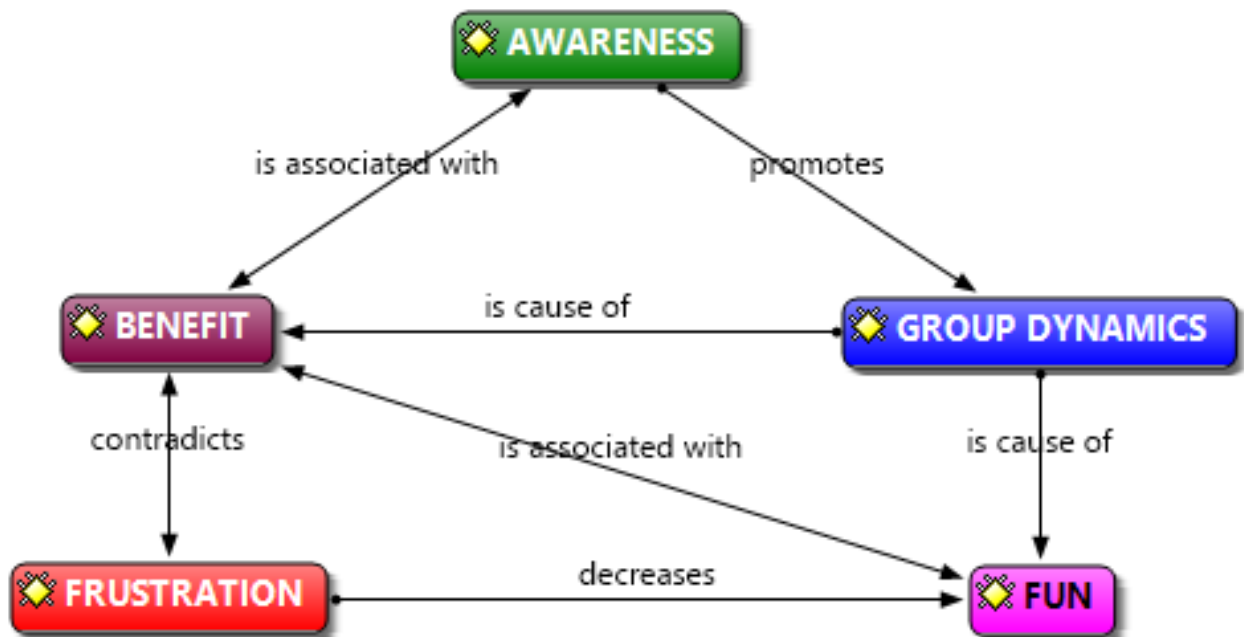 AWARENESS
is associated with
promotes
is cause of
BENEFIT
GROUP DYNAMICS
contradicts
is associated with
is cause of
decreases
FRUSTRATION
FUN